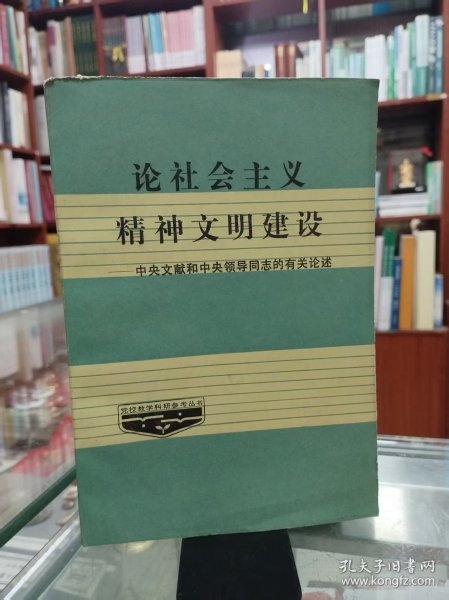 论社会主义
精神文明建设
——中央文献和中央领导同志的有关论述
党校教学科研参考丛书
孔夫子旧书网
www.kongfz.com